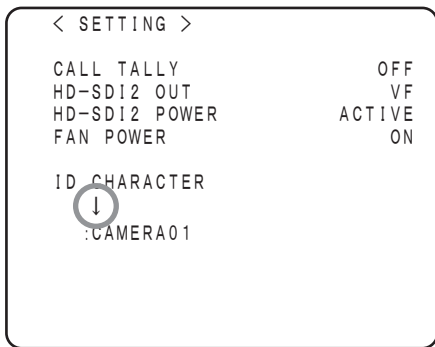 < SETTING >
CALL TALLY OFF
HD-SDI2 OUT VF
HD-SDI2 POWER ACTIVE
FAN POWER ON
ID CHARACTER
↓
:CAMERA01